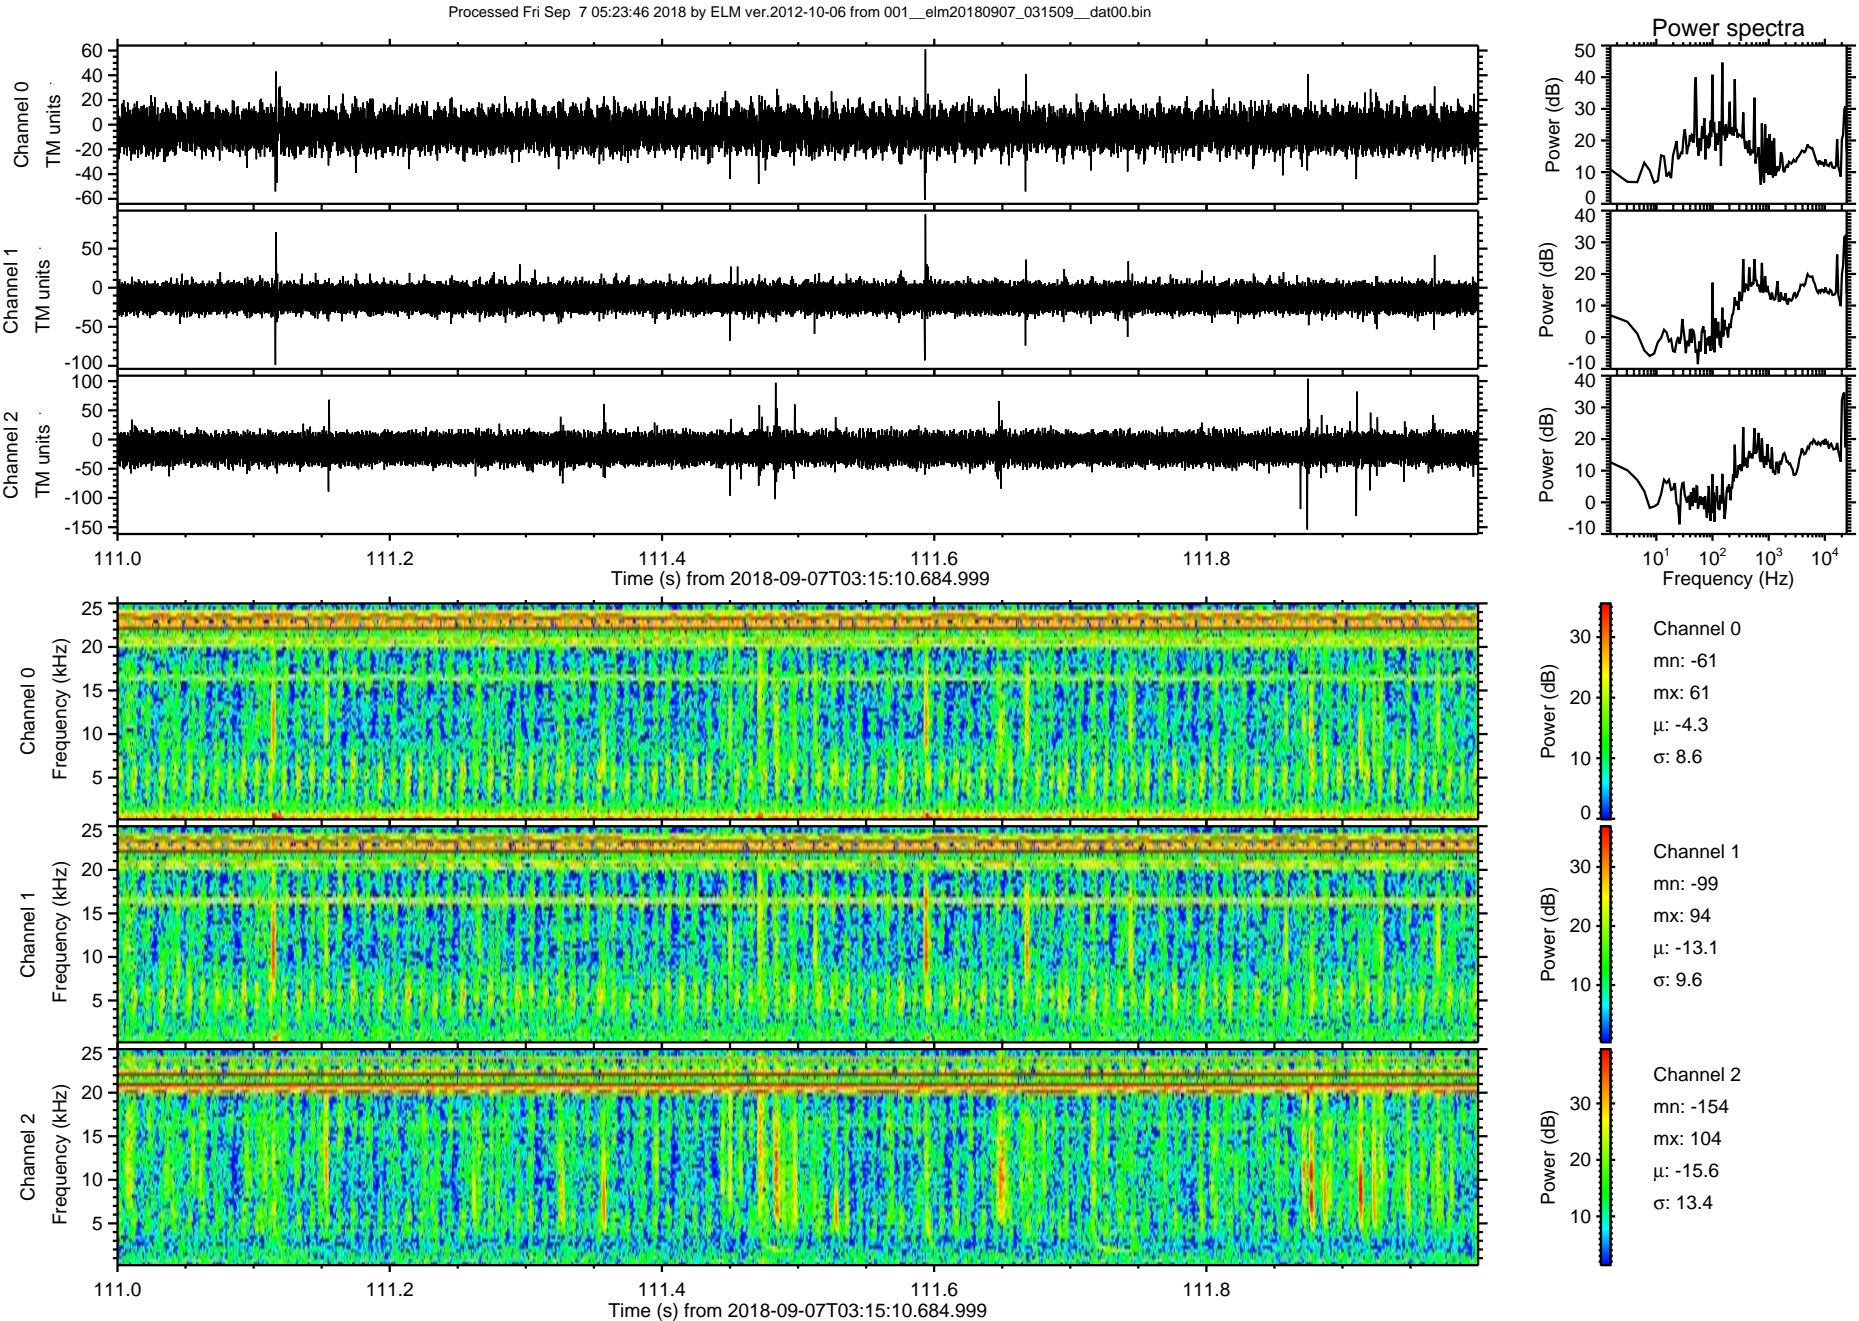 Processed Fri Sep  7 05:23:46 2018 by ELM ver.2012-10-06 from 001__elm20180907_031509__dat00.bin
Power spectra
Channel 0
TM units
60
40
20
0
-20
-40
-60
Power (dB)
50
40
30
20
10
0
Channel 1
TM units
50
0
-50
-100
Power (dB)
40
30
20
10
0
-10
Channel 2
TM units
100
50
0
-50
-100
-150
Power (dB)
40
30
20
10
0
-10
111.0 111.2 111.4 111.6 111.8
Time (s) from 2018-09-07T03:15:10.684.999
10^1 10^2 10^3 10^4
Frequency (Hz)
Channel 0
Frequency (kHz)
25
20
15
10
5
Power (dB)
30
20
10
0
Channel 0
mn: -61
mx: 61
μ: -4.3
σ: 8.6
Channel 1
Frequency (kHz)
25
20
15
10
5
Power (dB)
30
20
10
Channel 1
mn: -99
mx: 94
μ: -13.1
σ: 9.6
Channel 2
Frequency (kHz)
25
20
15
10
5
Power (dB)
30
20
10
Channel 2
mn: -154
mx: 104
μ: -15.6
σ: 13.4
111.0 111.2 111.4 111.6 111.8
Time (s) from 2018-09-07T03:15:10.684.999